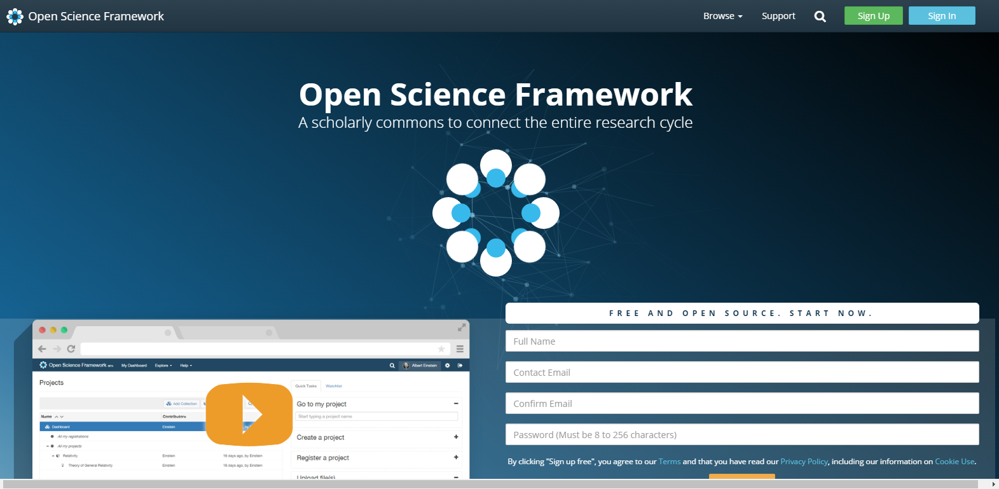 Open Science Framework
Browse
Support
Sign Up
Sign In
Open Science Framework
A scholarly commons to connect the entire research cycle
FREE AND OPEN SOURCE. START NOW.
Full Name
Contact Email
Confirm Email
Password (Must be 8 to 256 characters)
By clicking "Sign up free", you agree to our Terms and that you have read our Privacy Policy, including our information on Cookie Use.
Open Science Framework BETA
My Dashboard
Explore
Help
Albert Einstein
Projects
Add Collection
Name
Contributors
Dashboard
Einstein
by Einstein
All my registrations
All my projects
Relativity
Einstein
16 days ago, by Einstein
Theory of General Relativity
Einstein
16 days ago, by Einstein
Quick Tasks
Watchlist
Go to my project
Start typing a project name
Create a project
Register a project
Upload file(s)